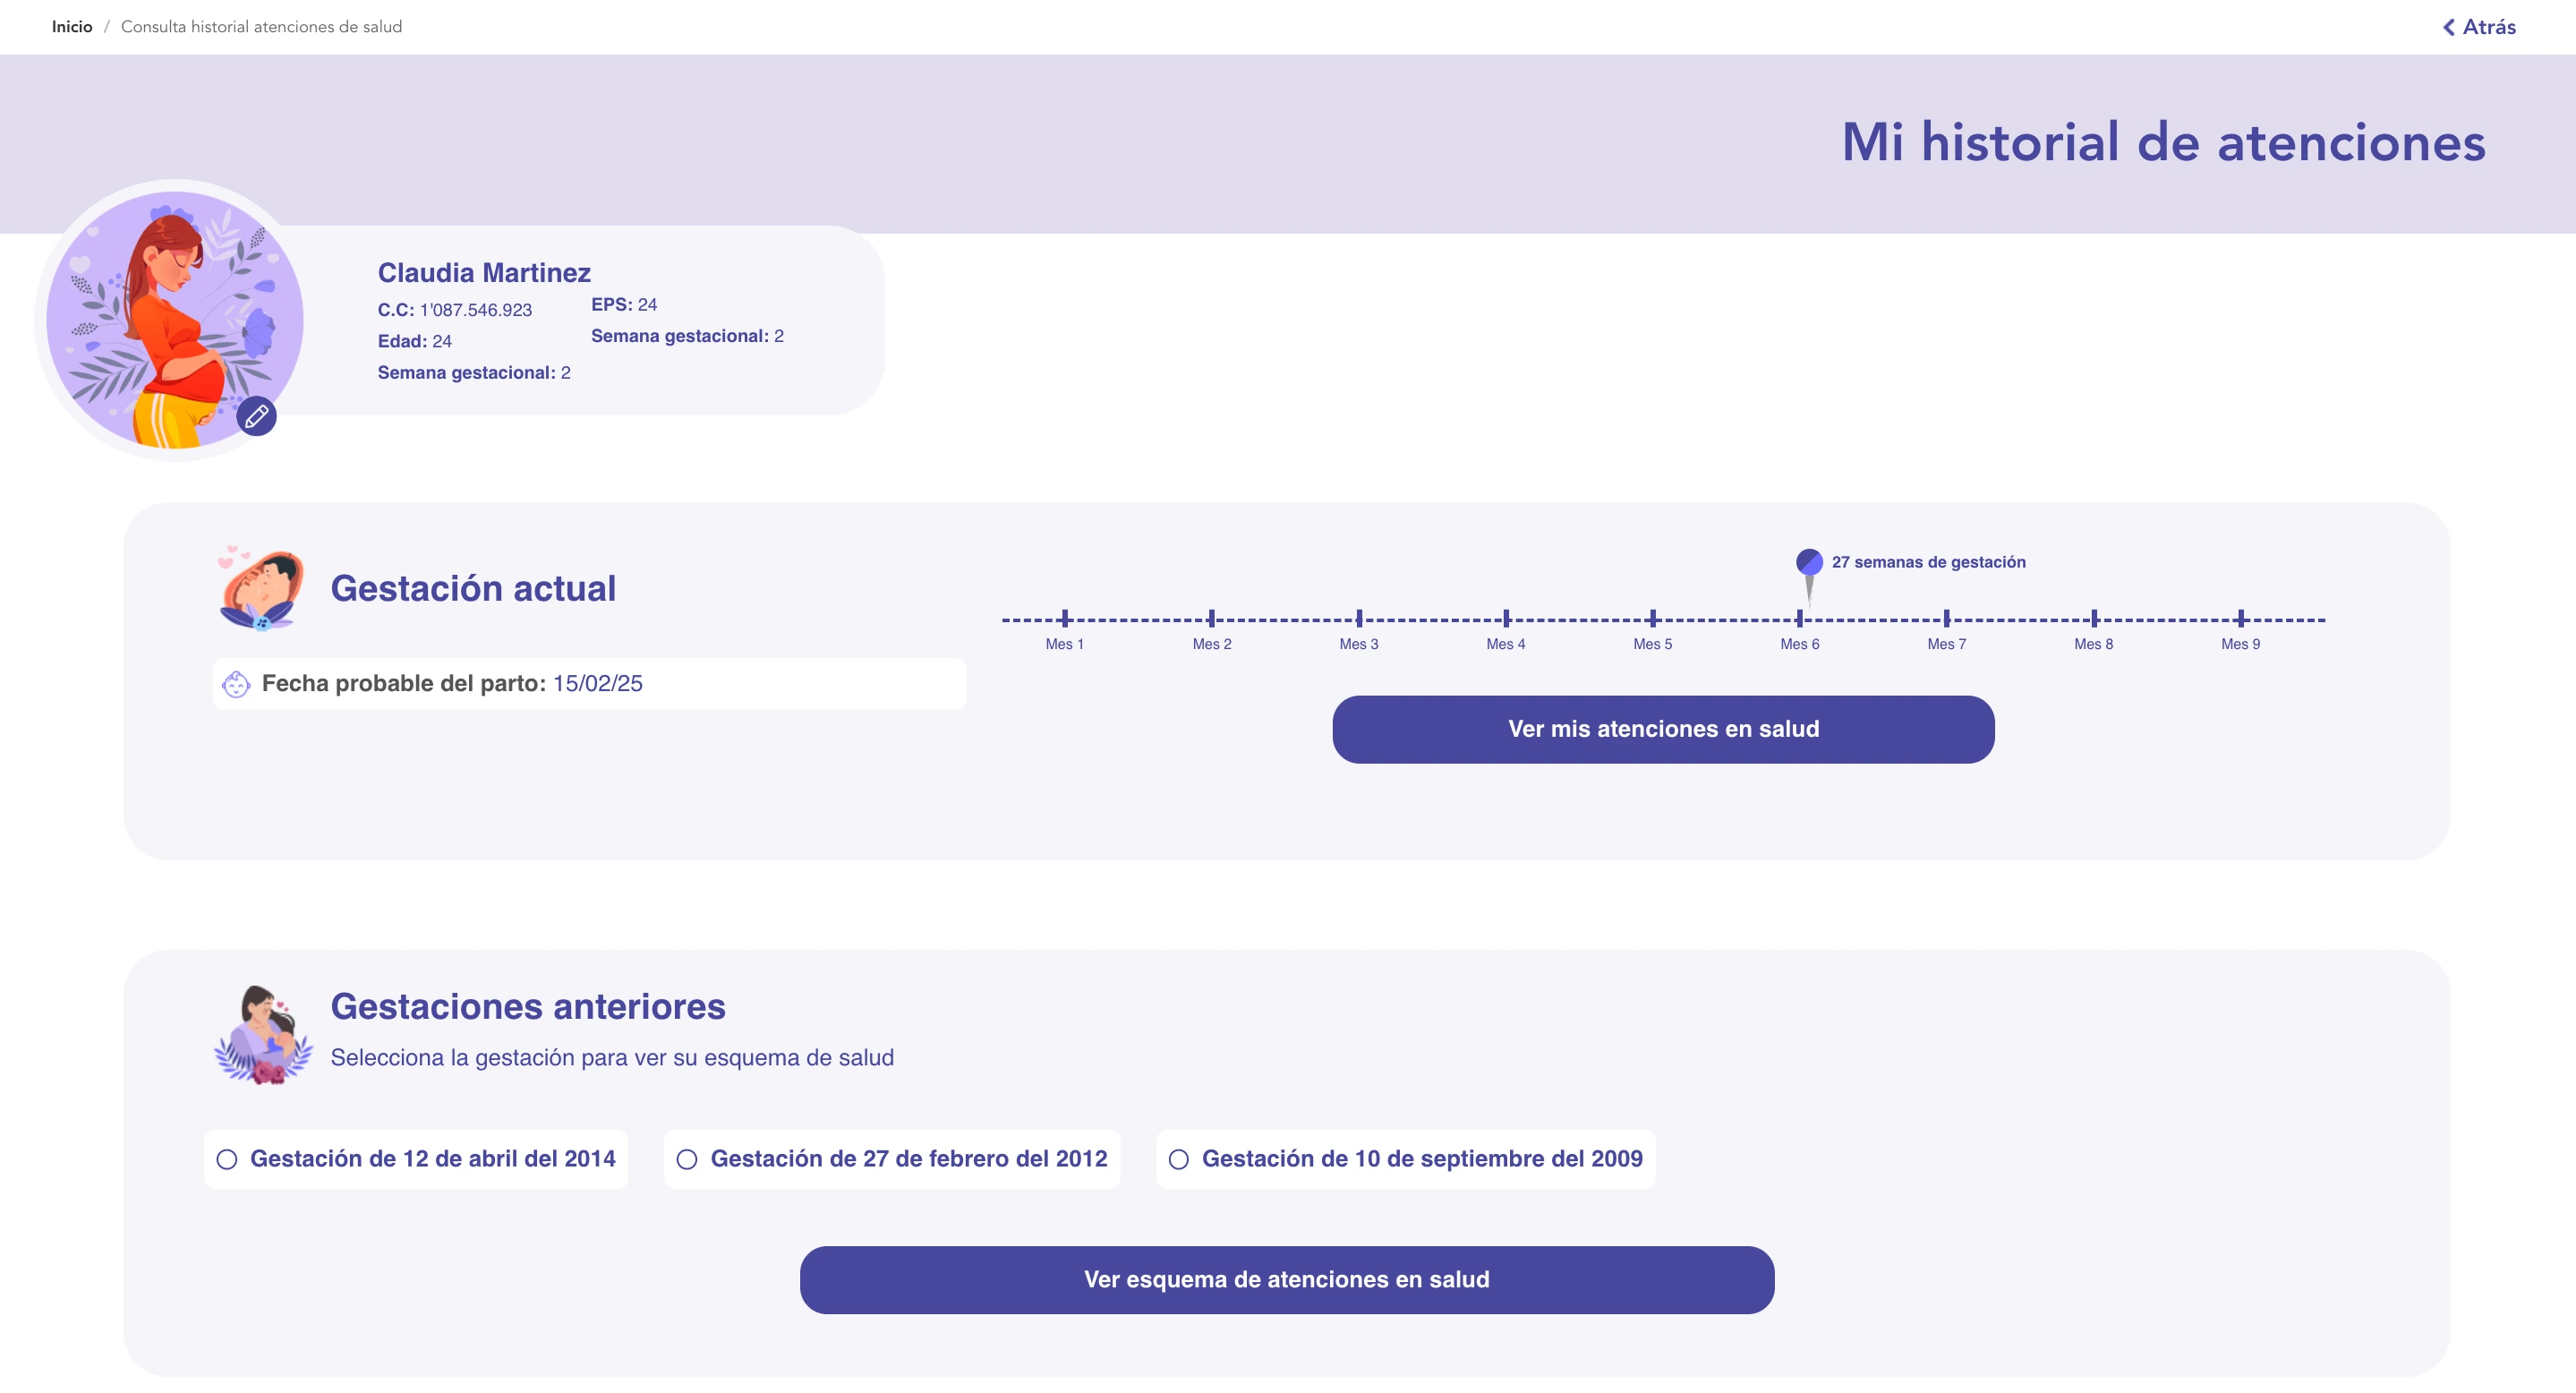 Inicio / Consulta historial atenciones de salud
Atrás
Mi historial de atenciones
Claudia Martinez
C.C: 1'087.546.923
Edad: 24
Semana gestacional: 2
EPS: 24
Semana gestacional: 2
Gestación actual
Fecha probable del parto: 15/02/25
27 semanas de gestación
Mes 1 Mes 2 Mes 3 Mes 4 Mes 5 Mes 6 Mes 7 Mes 8 Mes 9
Ver mis atenciones en salud
Gestaciones anteriores
Selecciona la gestación para ver su esquema de salud
Gestación de 12 de abril del 2014 Gestación de 27 de febrero del 2012 Gestación de 10 de septiembre del 2009
Ver esquema de atenciones en salud